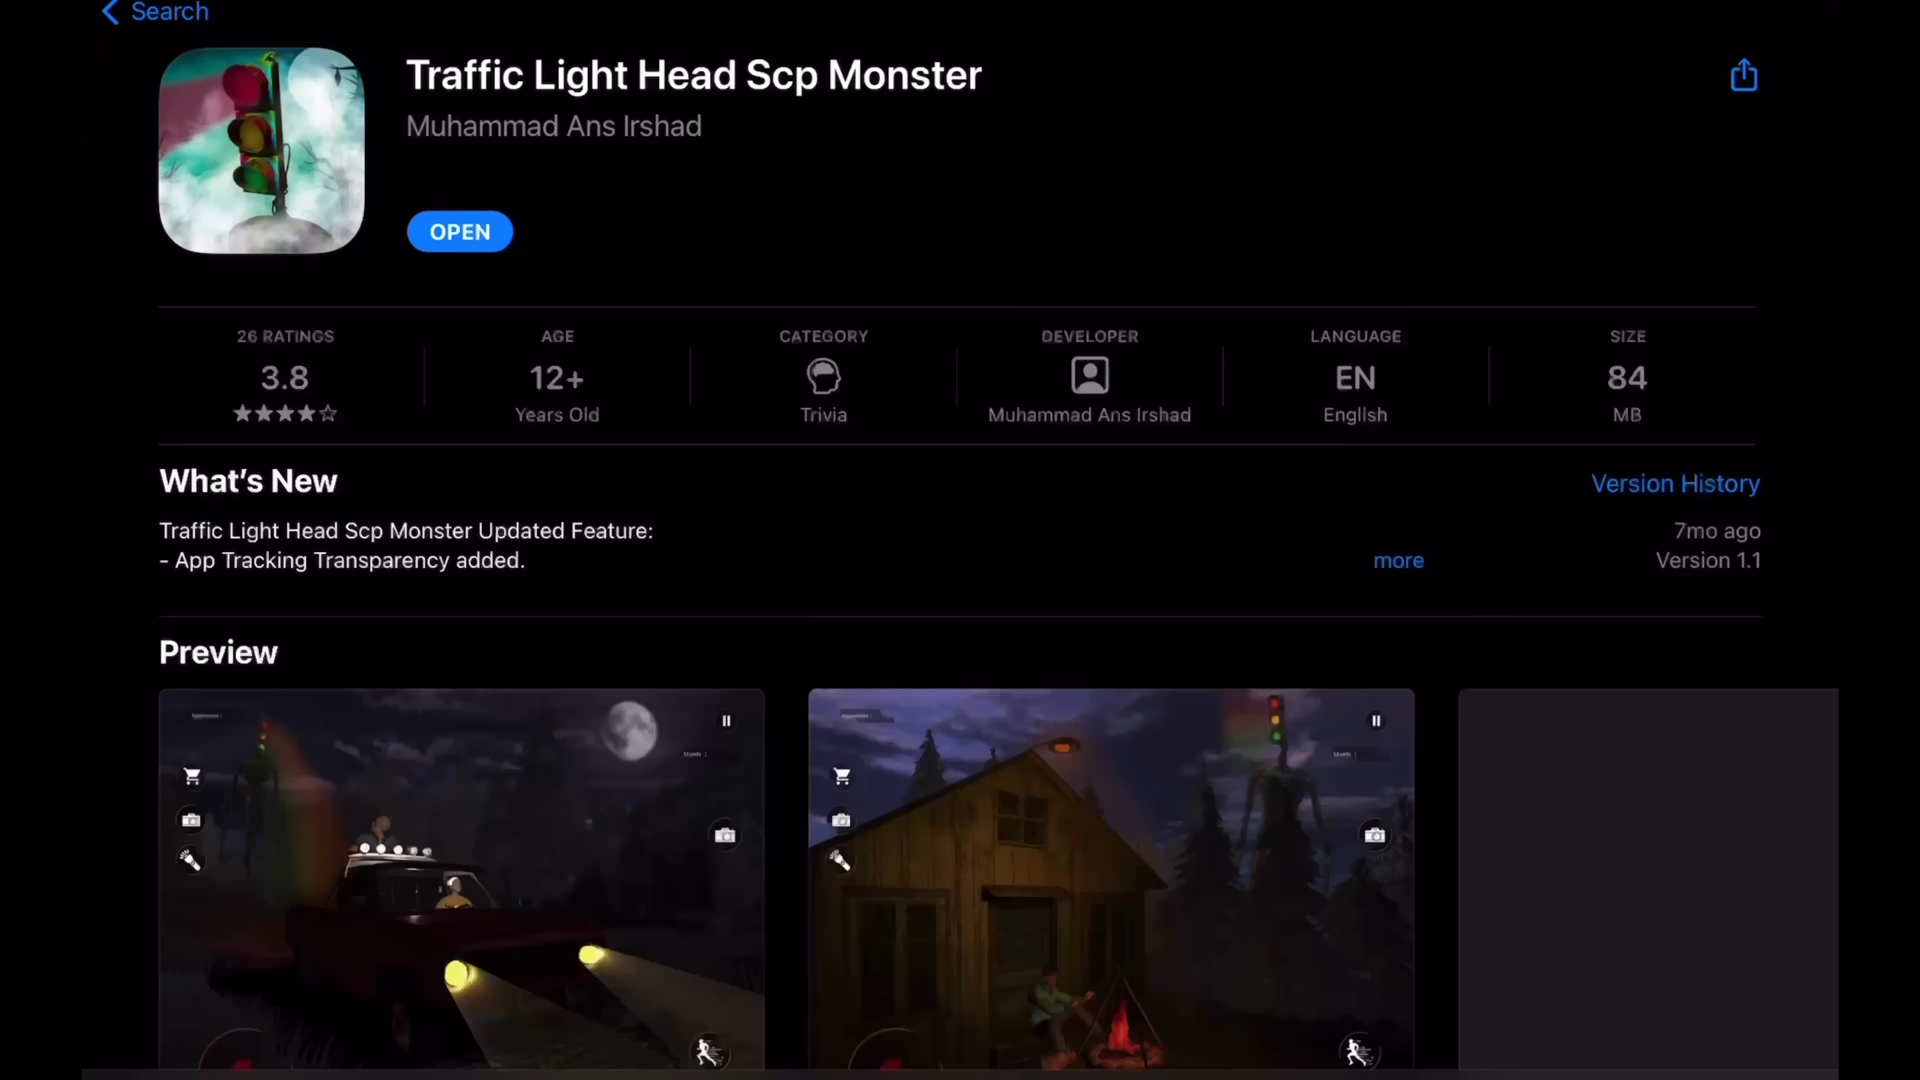 Search
Traffic Light Head Scp Monster
Muhammad Ans Irshad
OPEN
26 RATINGS
3.8
AGE
12+
Years Old
CATEGORY
Trivia
DEVELOPER
Muhammad Ans Irshad
LANGUAGE
EN
English
SIZE
84
MB
What's New
Version History
Traffic Light Head Scp Monster Updated Feature:
7mo ago
- App Tracking Transparency added.
more
Version 1.1
Preview